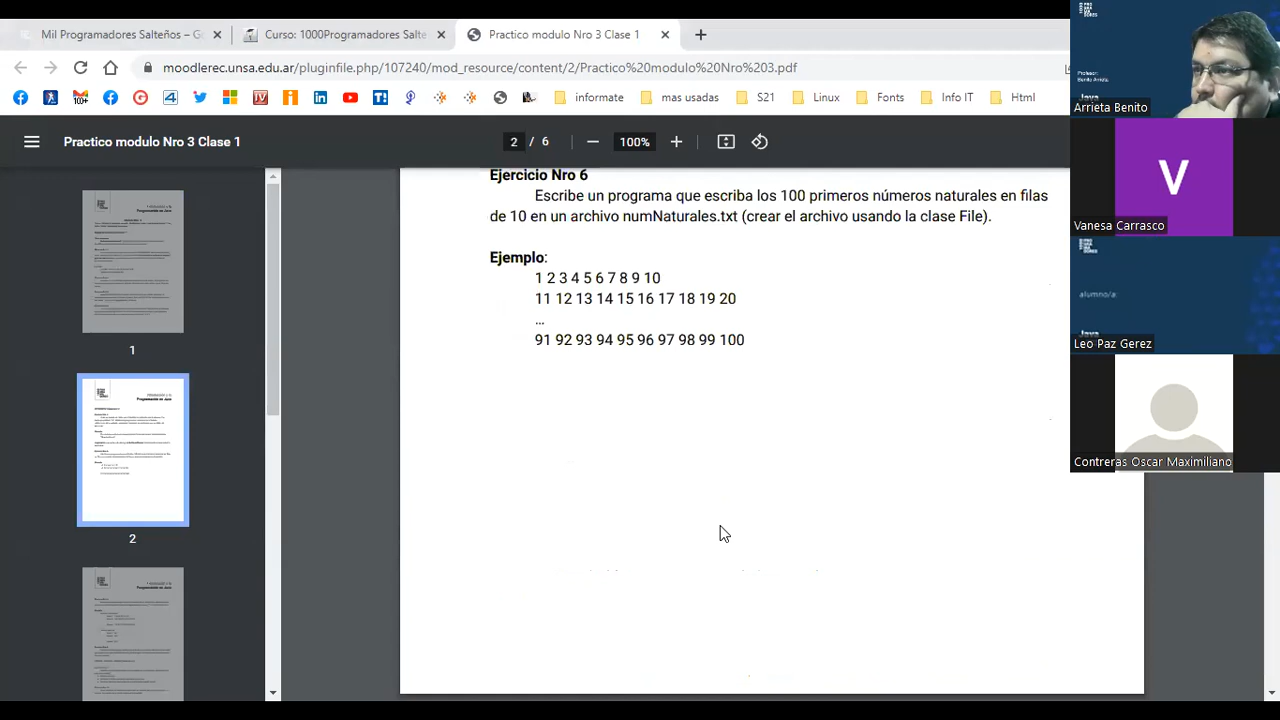 Mil Programadores Salteños – G
Curso: 1000Programadores Salte
Practico modulo Nro 3 Clase 1
moodlerec.unsa.edu.ar/pluginfile.php/107240/mod_resource/content/2/Practico%20modulo%20Nro%203.pdf
informate
mas usadas
S21
Linux
Fonts
Info IT
Html
Practico modulo Nro 3 Clase 1
2 / 6
100%
1
2
Ejercicio Nro 6
Escribe un programa que escriba los 100 primeros números naturales en filas
de 10 en un archivo numNaturales.txt (crear el archivo usando la clase File).
Ejemplo:
1 2 3 4 5 6 7 8 9 10
11 12 13 14 15 16 17 18 19 20
...
91 92 93 94 95 96 97 98 99 100
Profesor:
Benito Arrieta
Java
Arrieta Benito
V
Vanesa Carrasco
alumno/a:
Java
Leo Paz Gerez
Contreras Oscar Maximiliano